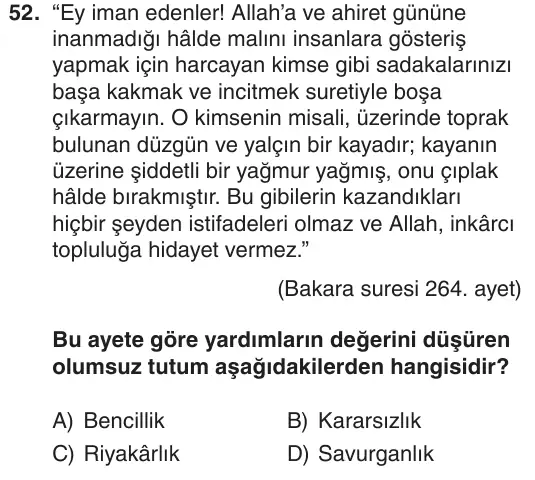 52. “Ey iman edenler! Allah’a ve ahiret gününe
inanmadığı hâlde malını insanlara gösteriş
yapmak için harcayan kimse gibi sadakalarınızı
başa kakmak ve incitmek suretiyle boşa
çıkarmayın. O kimsenin misali, üzerinde toprak
bulunan düzgün ve yalçın bir kayadır; kayanın
üzerine şiddetli bir yağmur yağmış, onu çıplak
hâlde bırakmıştır. Bu gibilerin kazandıkları
hiçbir şeyden istifadeleri olmaz ve Allah, inkârcı
topluluğa hidayet vermez.”
(Bakara suresi 264. ayet)
Bu ayete göre yardımların değerini düşüren
olumsuz tutum aşağıdakilerden hangisidir?
A) Bencillik B) Kararsızlık
C) Riyakârlık D) Savurganlık